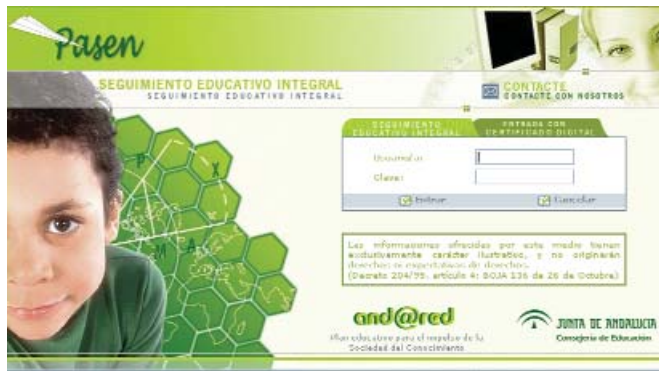 Pasen
SEGUIMIENTO EDUCATIVO INTEGRAL
SEGUIMIENTO EDUCATIVO INTEGRAL
CONTACTE
CONTACTE CON NOSOTROS
SEGUIMIENTO
EDUCATIVO INTEGRAL
ENTRADA CON
CERTIFICADO DIGITAL
Usuario/a:
Clave:
Entrar
Cancelar
P
X
M
A
Las informaciones ofrecidas por este medio tienen
exclusivamente carácter ilustrativo, y no originarán
derechos ni expectativas de derechos.
(Decreto 204/95, artículo 4; BOJA 136 de 26 de Octubre)
and@red
Plan educativo para el impulso de la
Sociedad del Conocimiento
JUNTA DE ANDALUCIA
Consejería de Educación